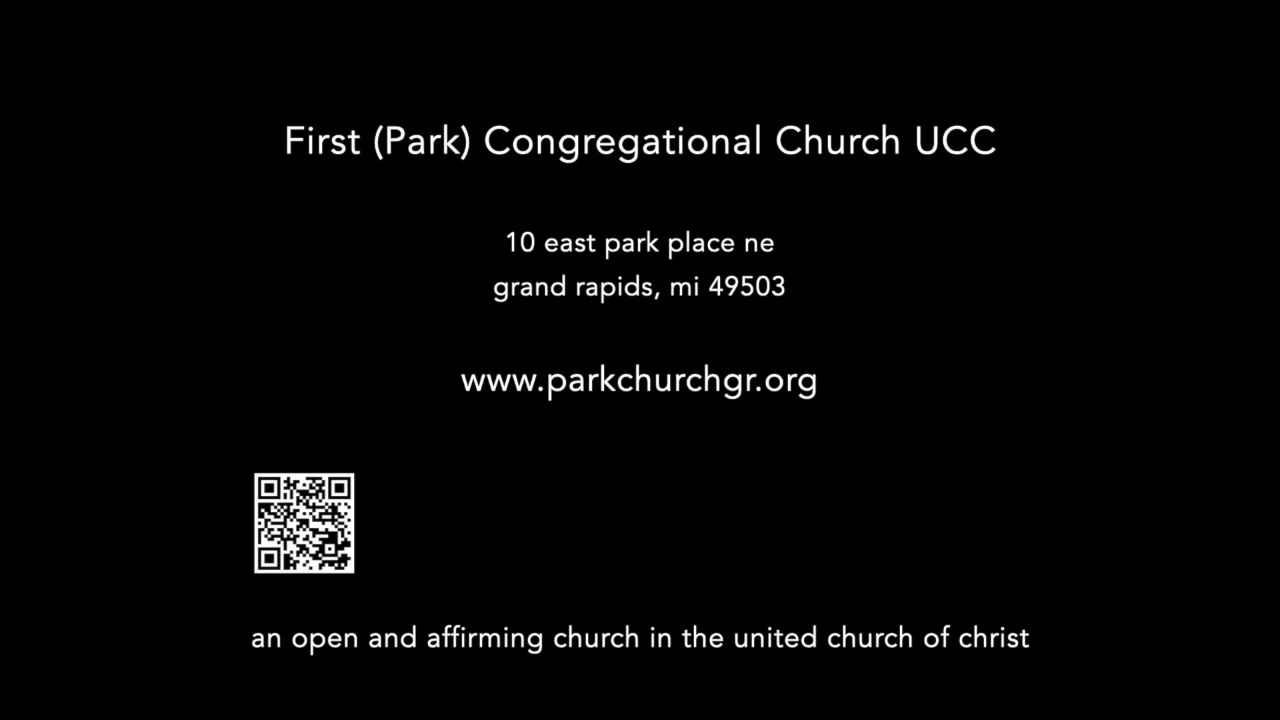 First (Park) Congregational Church UCC
10 east park place ne
grand rapids, mi 49503
www.parkchurchgr.org
an open and affirming church in the united church of christ